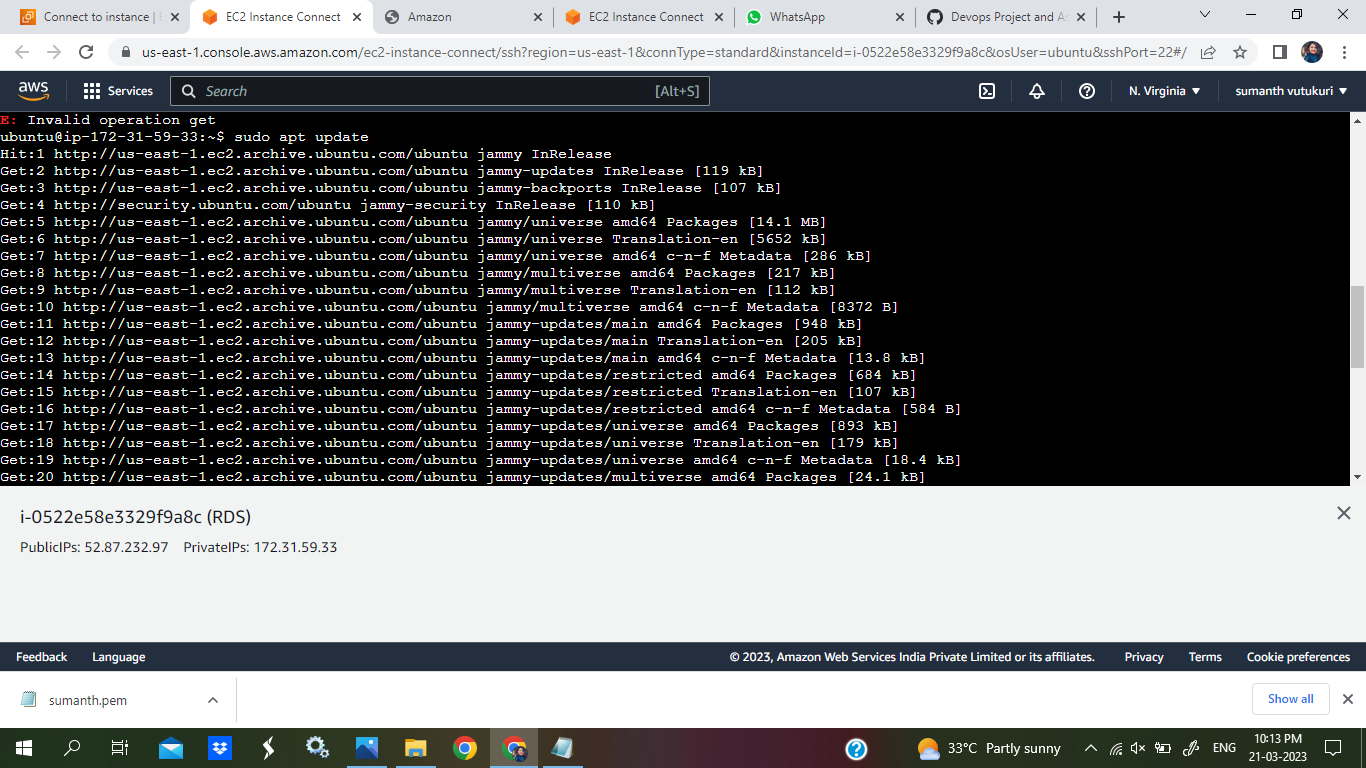 Connect to instance | E
EC2 Instance Connect
Amazon
EC2 Instance Connect
WhatsApp
Devops Project and As
us-east-1.console.aws.amazon.com/ec2-instance-connect/ssh?region=us-east-1&connType=standard&instanceId=i-0522e58e3329f9a8c&osUser=ubuntu&sshPort=22#/
aws Services Search [Alt+S] N. Virginia sumanth vutukuri
E: Invalid operation get
ubuntu@ip-172-31-59-33:~$ sudo apt update
Hit:1 http://us-east-1.ec2.archive.ubuntu.com/ubuntu jammy InRelease
Get:2 http://us-east-1.ec2.archive.ubuntu.com/ubuntu jammy-updates InRelease [119 kB]
Get:3 http://us-east-1.ec2.archive.ubuntu.com/ubuntu jammy-backports InRelease [107 kB]
Get:4 http://security.ubuntu.com/ubuntu jammy-security InRelease [110 kB]
Get:5 http://us-east-1.ec2.archive.ubuntu.com/ubuntu jammy/universe amd64 Packages [14.1 MB]
Get:6 http://us-east-1.ec2.archive.ubuntu.com/ubuntu jammy/universe Translation-en [5652 kB]
Get:7 http://us-east-1.ec2.archive.ubuntu.com/ubuntu jammy/universe amd64 c-n-f Metadata [286 kB]
Get:8 http://us-east-1.ec2.archive.ubuntu.com/ubuntu jammy/multiverse amd64 Packages [217 kB]
Get:9 http://us-east-1.ec2.archive.ubuntu.com/ubuntu jammy/multiverse Translation-en [112 kB]
Get:10 http://us-east-1.ec2.archive.ubuntu.com/ubuntu jammy/multiverse amd64 c-n-f Metadata [8372 B]
Get:11 http://us-east-1.ec2.archive.ubuntu.com/ubuntu jammy-updates/main amd64 Packages [948 kB]
Get:12 http://us-east-1.ec2.archive.ubuntu.com/ubuntu jammy-updates/main Translation-en [205 kB]
Get:13 http://us-east-1.ec2.archive.ubuntu.com/ubuntu jammy-updates/main amd64 c-n-f Metadata [13.8 kB]
Get:14 http://us-east-1.ec2.archive.ubuntu.com/ubuntu jammy-updates/restricted amd64 Packages [684 kB]
Get:15 http://us-east-1.ec2.archive.ubuntu.com/ubuntu jammy-updates/restricted Translation-en [107 kB]
Get:16 http://us-east-1.ec2.archive.ubuntu.com/ubuntu jammy-updates/restricted amd64 c-n-f Metadata [584 B]
Get:17 http://us-east-1.ec2.archive.ubuntu.com/ubuntu jammy-updates/universe amd64 Packages [893 kB]
Get:18 http://us-east-1.ec2.archive.ubuntu.com/ubuntu jammy-updates/universe Translation-en [179 kB]
Get:19 http://us-east-1.ec2.archive.ubuntu.com/ubuntu jammy-updates/universe amd64 c-n-f Metadata [18.4 kB]
Get:20 http://us-east-1.ec2.archive.ubuntu.com/ubuntu jammy-updates/multiverse amd64 Packages [24.1 kB]
i-0522e58e3329f9a8c (RDS)
PublicIPs: 52.87.232.97 PrivateIPs: 172.31.59.33
Feedback Language © 2023, Amazon Web Services India Private Limited or its affiliates. Privacy Terms Cookie preferences
sumanth.pem Show all
33°C Partly sunny ENG 10:13 PM
21-03-2023